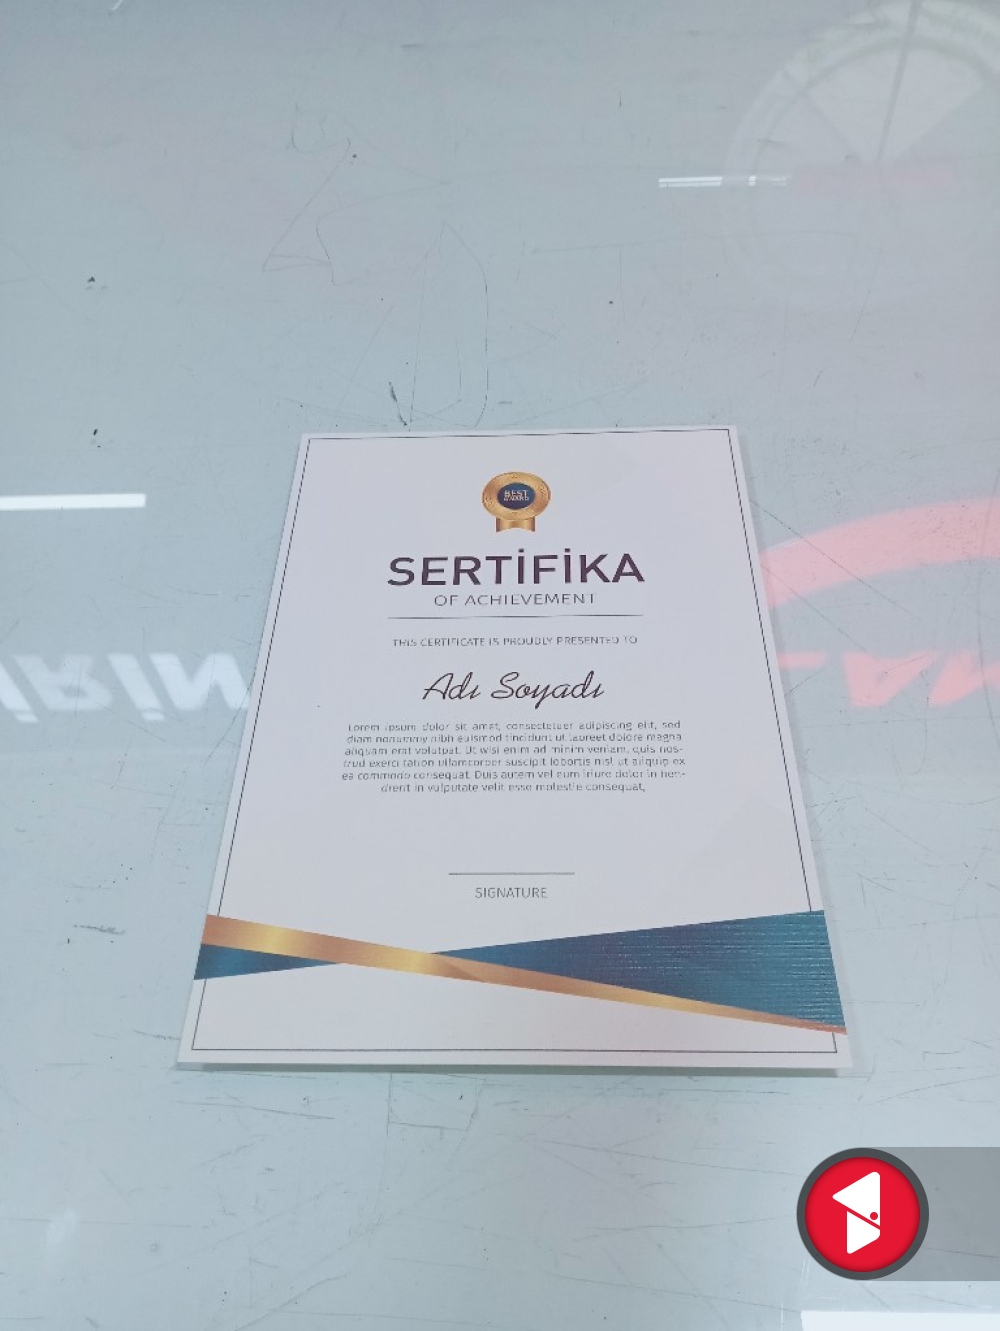 BEST
AWARD
SERTİFİKA
OF ACHIEVEMENT
THIS CERTIFICATE IS PROUDLY PRESENTED TO
Adı Soyadı
Lorem ipsum dolor sit amet, consectetuer adipiscing elit, sed
diam nonummy nibh euismod tincidunt ut laoreet dolore magna
aliquam erat volutpat. Ut wisi enim ad minim veniam, quis nos-
trud exerci tation ullamcorper suscipit lobortis nisl ut aliquip ex
ea commodo consequat. Duis autem vel eum iriure dolor in hen-
drerit in vulputate velit esse molestie consequat,
SIGNATURE